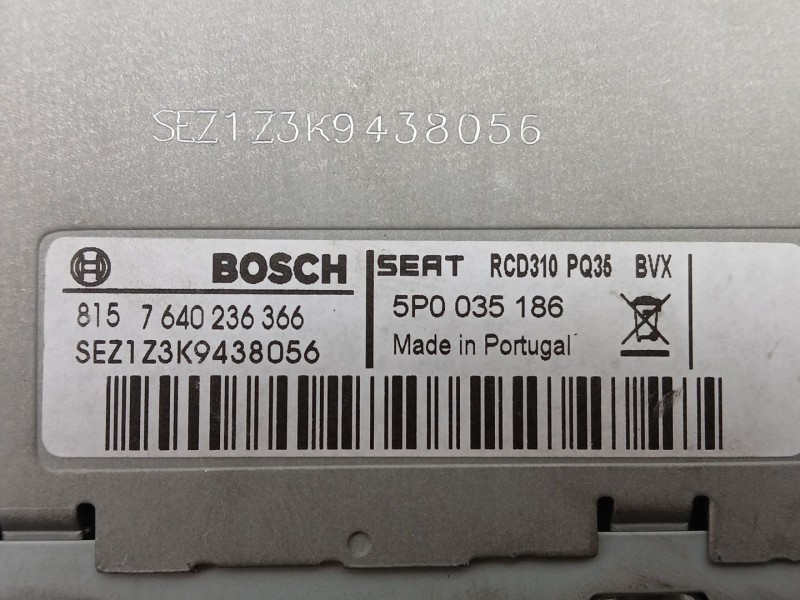 SEZ1Z3K9438056
BOSCH
815 7 640 236 366
SEZ1Z3K9438056
SEAT RCD310 PQ35 BVX
5P0 035 186
Made in Portugal